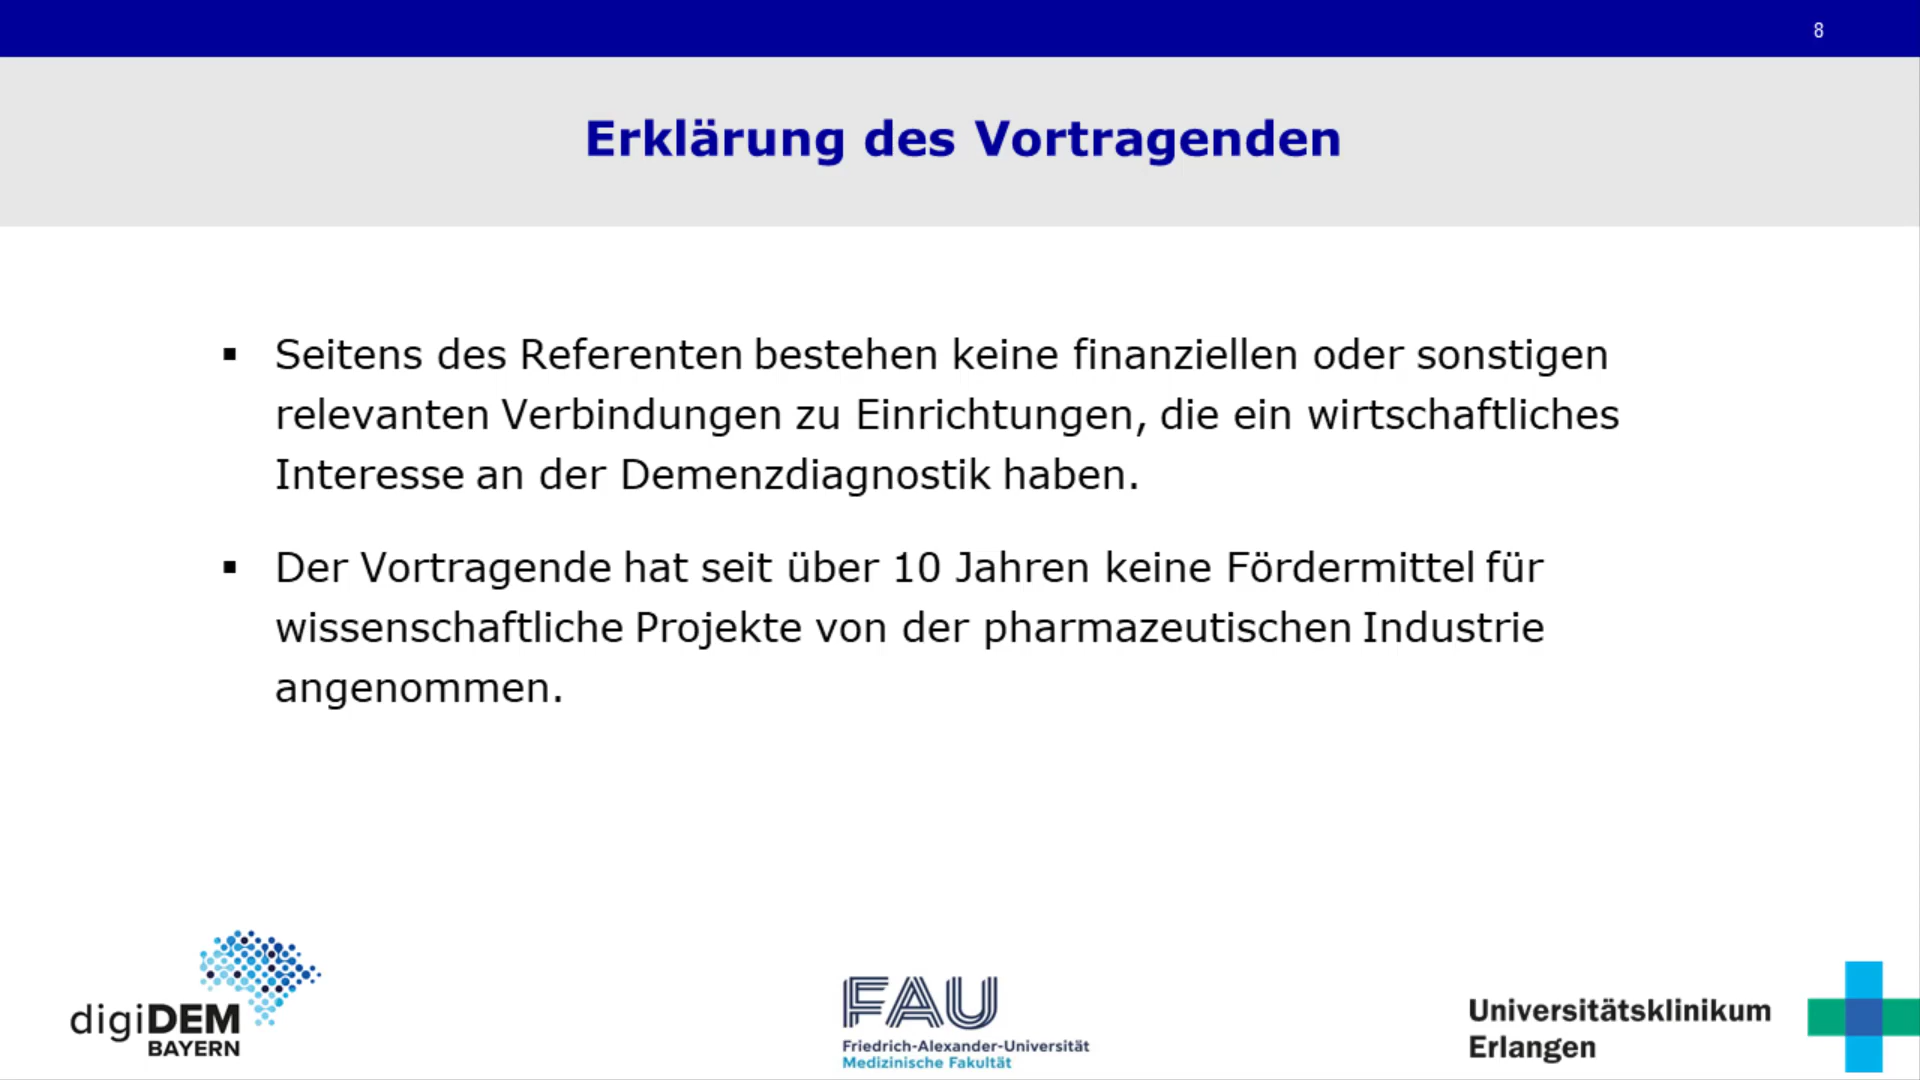 8
Erklärung des Vortragenden
▪ Seitens des Referenten bestehen keine finanziellen oder sonstigen
relevanten Verbindungen zu Einrichtungen, die ein wirtschaftliches
Interesse an der Demenzdiagnostik haben.
▪ Der Vortragende hat seit über 10 Jahren keine Fördermittel für
wissenschaftliche Projekte von der pharmazeutischen Industrie
angenommen.
digiDEM
BAYERN
FAU
Friedrich-Alexander-Universität
Medizinische Fakultät
Universitätsklinikum
Erlangen